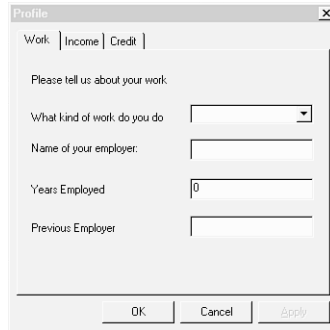 Profile
Work Income Credit
Please tell us about your work
What kind of work do you do
Name of your employer:
Years Employed 0
Previous Employer
OK Cancel Apply